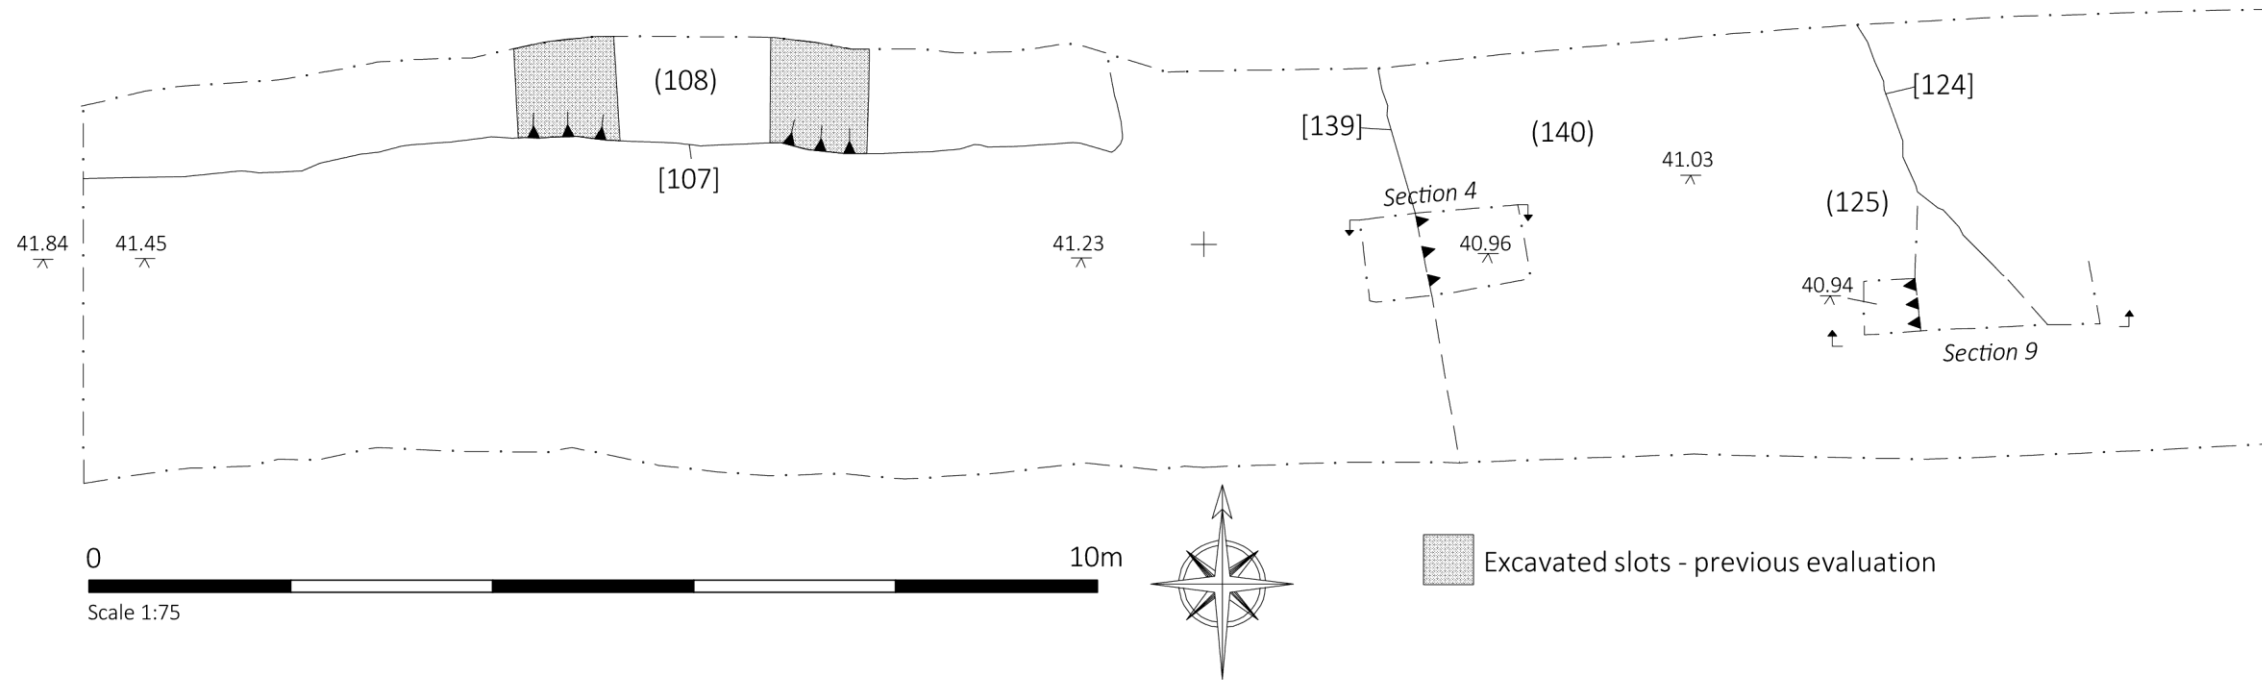 (108)
[124]
[139]
(140)
41.03
[107]
Section 4
(125)
41.84
41.45
41.23
40.96
40.94
Section 9
0
10m
Excavated slots - previous evaluation
Scale 1:75